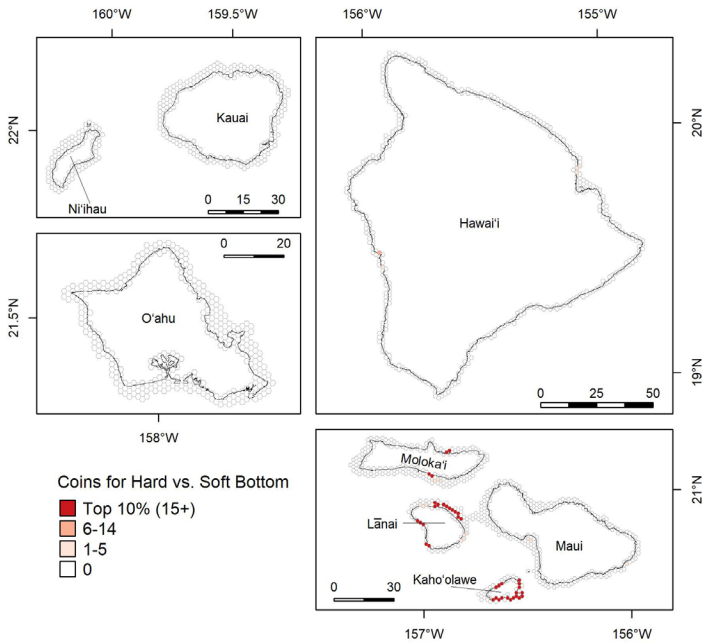 160°W 159.5°W
156°W 155°W
22°N
Kauai
Ni‘ihau
0 15 30
20°N
Hawai‘i
19°N
0 25 50
0 20
21.5°N
O‘ahu
158°W
Coins for Hard vs. Soft Bottom
Top 10% (15+)
6-14
1-5
0
Moloka‘i
21°N
Lānai
Maui
Kaho‘olawe
0 30
157°W 156°W